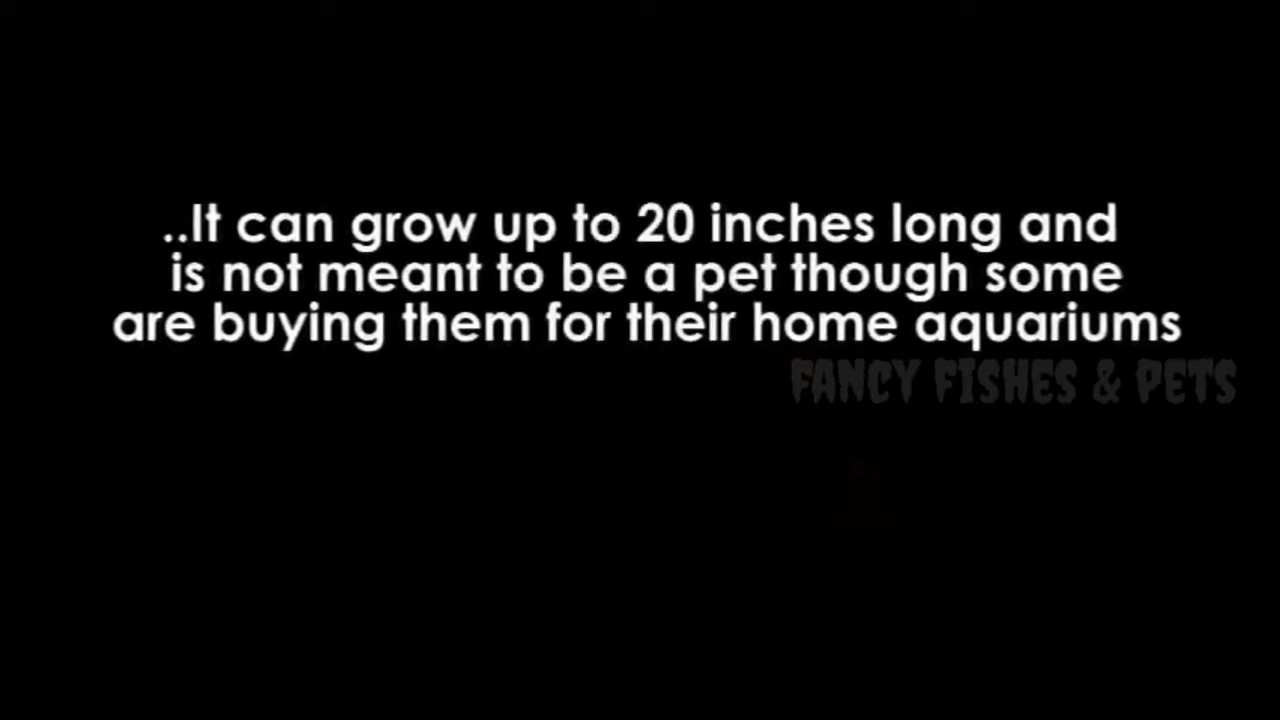 ..It can grow up to 20 inches long and
is not meant to be a pet though some
are buying them for their home aquariums
FANCY FISHES & PETS